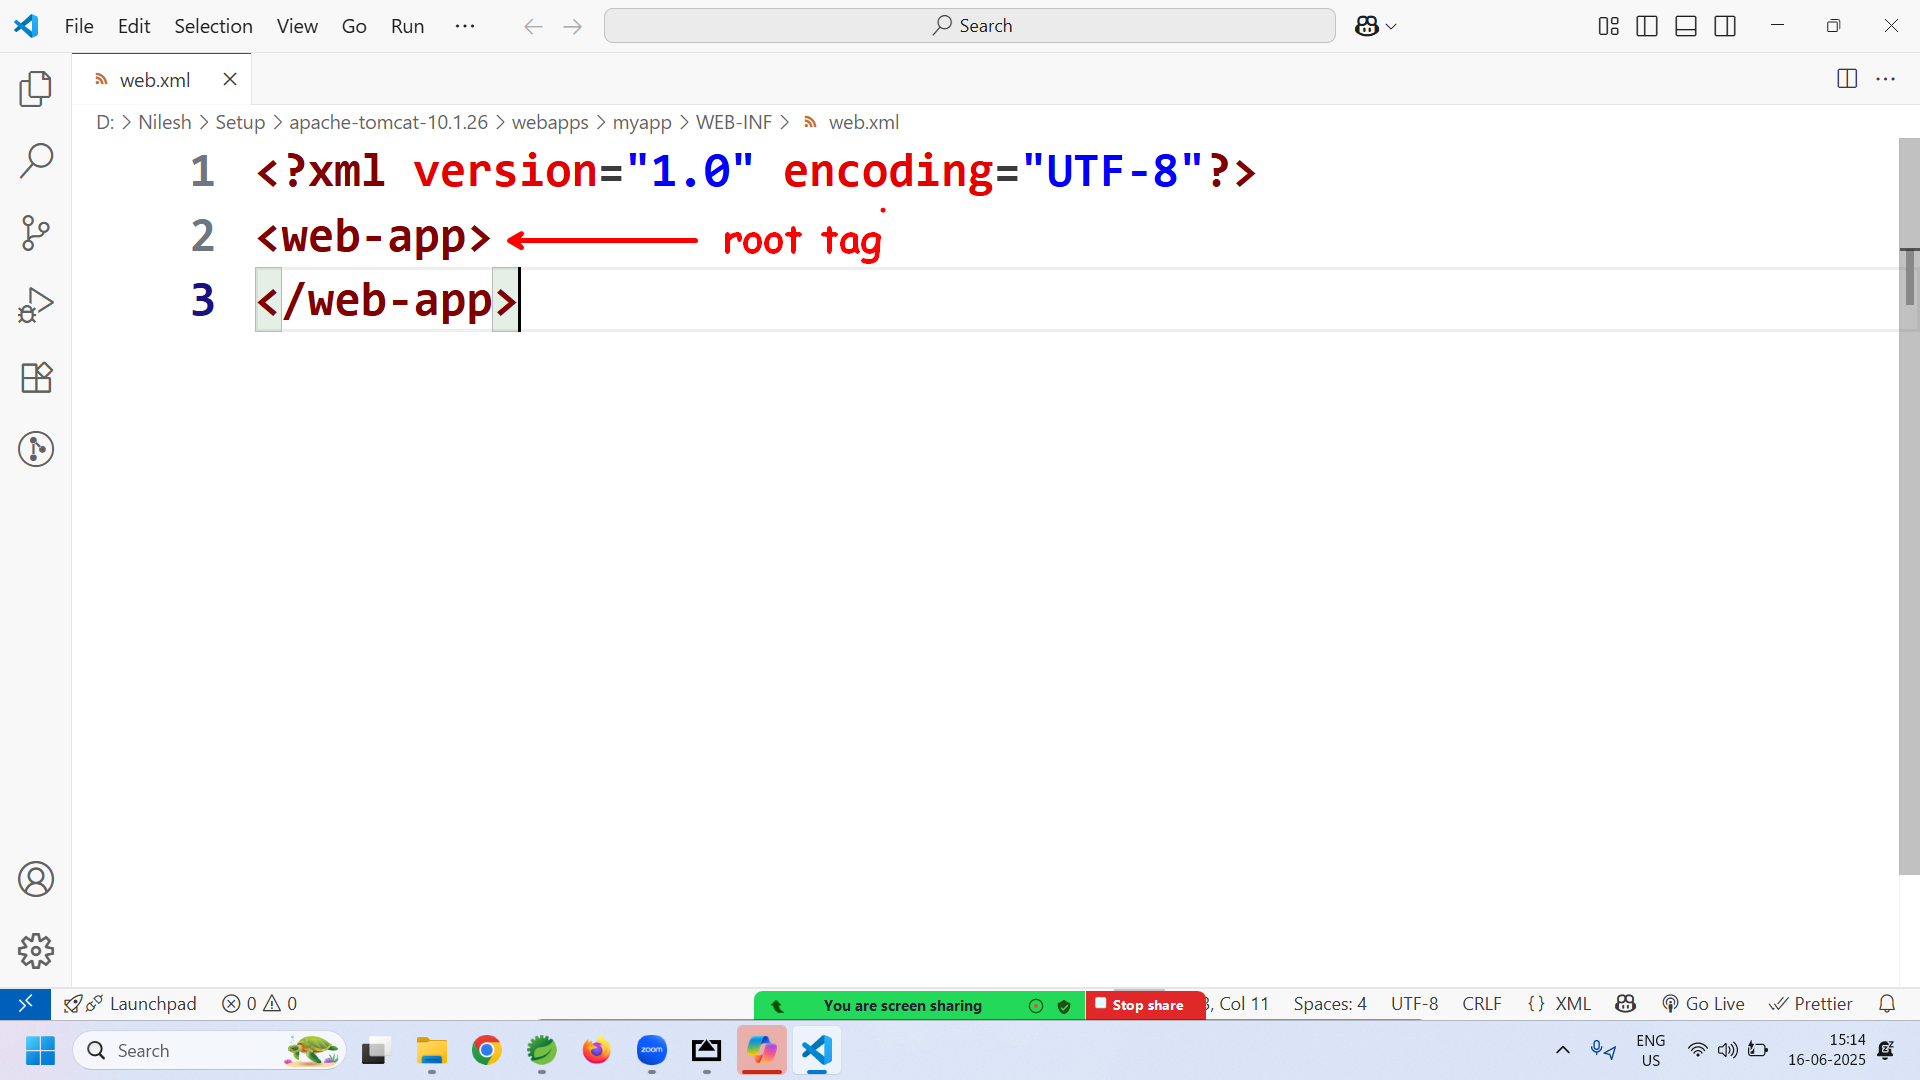 File Edit Selection View Go Run ··· Search
web.xml
D: > Nilesh > Setup > apache-tomcat-10.1.26 > webapps > myapp > WEB-INF > web.xml
1 <?xml version="1.0" encoding="UTF-8"?>
2 <web-app> root tag
3 </web-app>
Launchpad 0 0 You are screen sharing Stop share 3, Col 11 Spaces: 4 UTF-8 CRLF {} XML Go Live Prettier
Search zoom ENG 15:14
US 16-06-2025